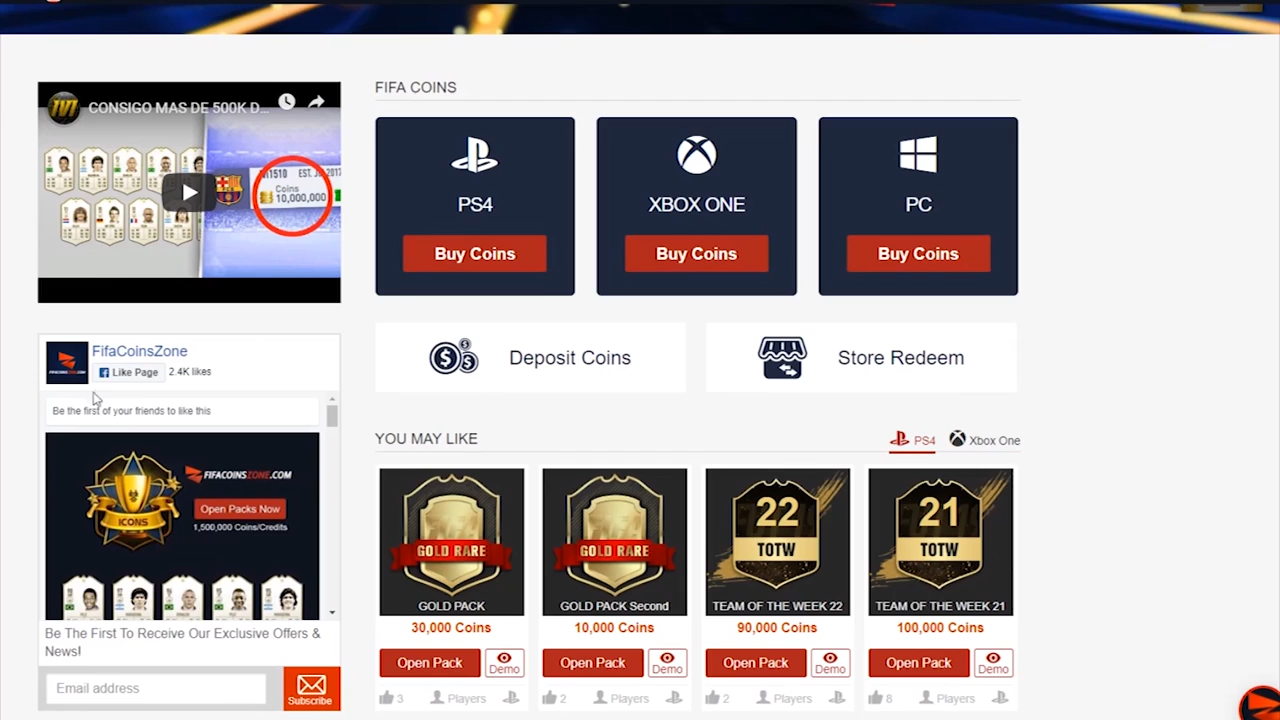 CONSIGO MAS DE 500K D...
EST. JUL 2017
Coins
10,000,000
FifaCoinsZone
Like Page
2.4K likes
Be the first of your friends to like this
FIFACOINSZONE.COM
Open Packs Now
1,500,000 Coins/Credits
ICONS
Be The First To Receive Our Exclusive Offers &
News!
Email address
Subscribe
FIFA COINS
PS4
XBOX ONE
PC
Buy Coins
Buy Coins
Buy Coins
Deposit Coins
Store Redeem
YOU MAY LIKE
PS4
Xbox One
GOLD RARE
GOLD PACK
30,000 Coins
Open Pack
Demo
3
Players
GOLD RARE
GOLD PACK Second
10,000 Coins
Open Pack
Demo
2
Players
22
TOTW
TEAM OF THE WEEK 22
90,000 Coins
Open Pack
Demo
2
Players
21
TOTW
TEAM OF THE WEEK 21
100,000 Coins
Open Pack
Demo
8
Players